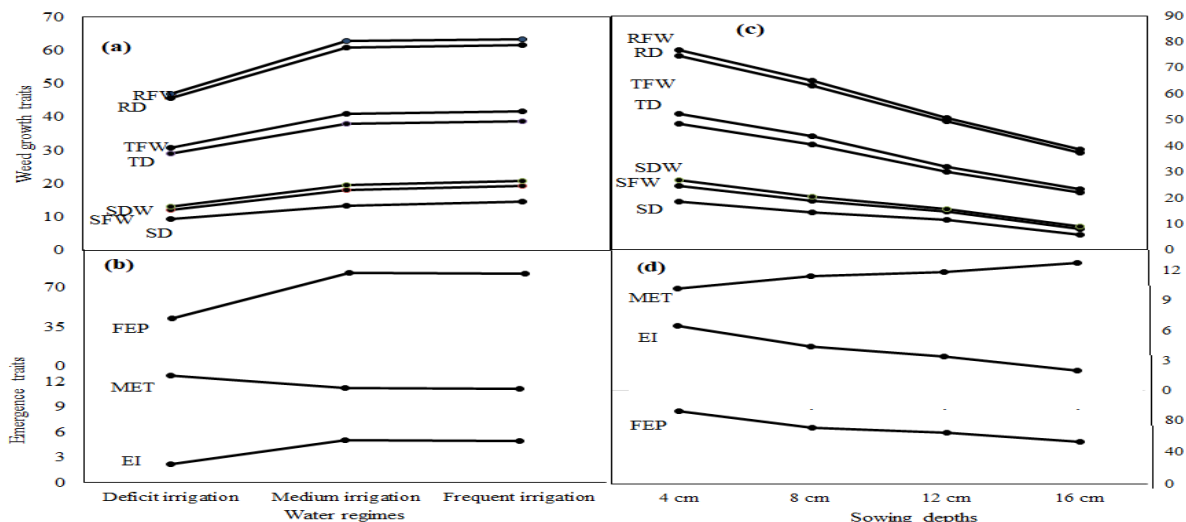 70
60
50
40
30
20
10
0
Weed growth traits
(a)
RFW
RD
TFW
TD
SDW
SFW
SD
(c)
RFW
RD
TFW
TD
SDW
SFW
SD
90
80
70
60
50
40
30
20
10
0
(b)
70
35
0
12
9
6
3
0
Emergence traits
FEP
MET
EI
Deficit irrigation Medium irrigation Frequent irrigation
Water regimes
(d)
MET
EI
FEP
12
9
6
3
0
80
40
0
4 cm 8 cm 12 cm 16 cm
Sowing depths